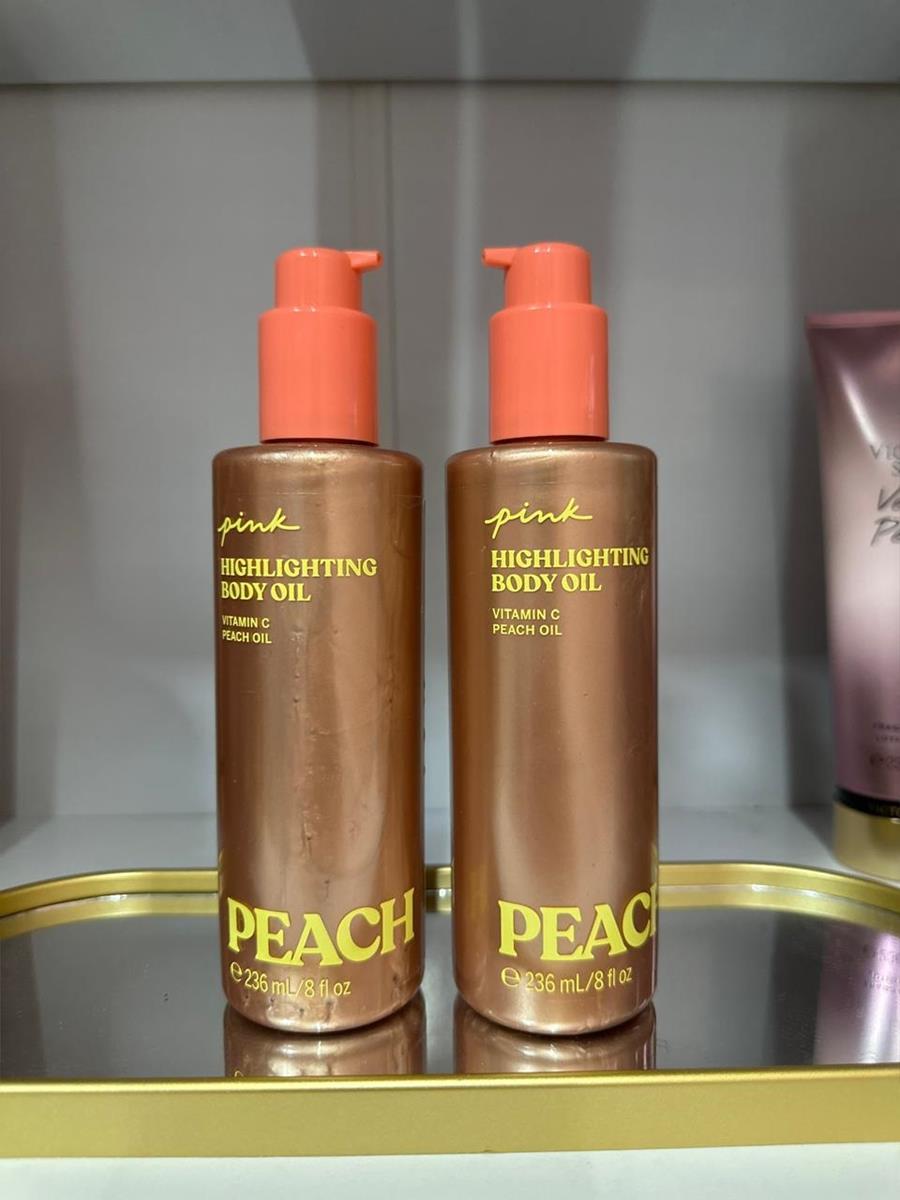 pink
HIGHLIGHTING
BODY OIL
VITAMIN C
PEACH OIL
PEACH
℮ 236 mL/8 fl oz
pink
HIGHLIGHTING
BODY OIL
VITAMIN C
PEACH OIL
PEAC
℮ 236 mL/8 fl oz